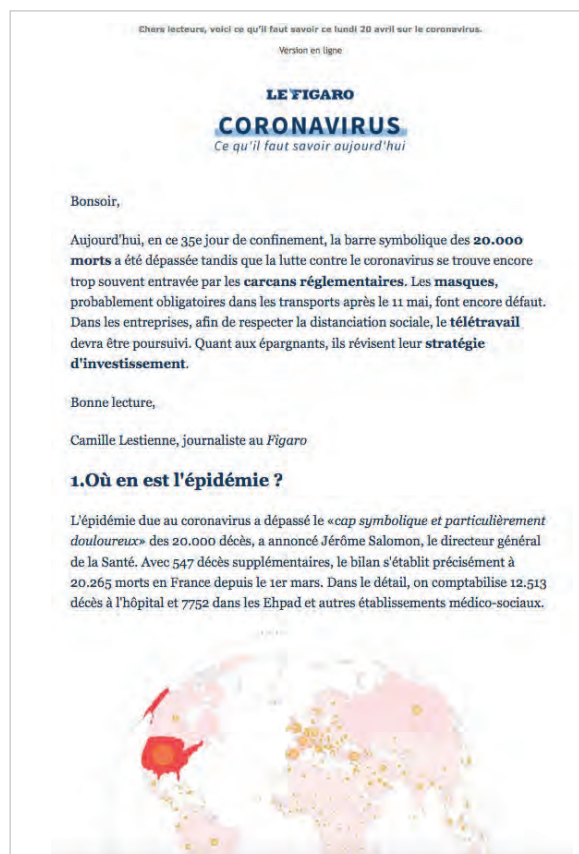 Chers lecteurs, voici ce qu'il faut savoir ce lundi 20 avril sur le coronavirus.
Version en ligne
LE FIGARO
CORONAVIRUS
Ce qu'il faut savoir aujourd'hui
Bonsoir,
Aujourd'hui, en ce 35e jour de confinement, la barre symbolique des 20.000
morts a été dépassée tandis que la lutte contre le coronavirus se trouve encore
trop souvent entravée par les carcans réglementaires. Les masques,
probablement obligatoires dans les transports après le 11 mai, font encore défaut.
Dans les entreprises, afin de respecter la distanciation sociale, le télétravail
devra être poursuivi. Quant aux épargnants, ils révisent leur stratégie
d'investissement.
Bonne lecture,
Camille Lestienne, journaliste au Figaro
1.Où en est l'épidémie ?
L'épidémie due au coronavirus a dépassé le «cap symbolique et particulièrement
douloureux» des 20.000 décès, a annoncé Jérôme Salomon, le directeur général
de la Santé. Avec 547 décès supplémentaires, le bilan s'établit précisément à
20.265 morts en France depuis le 1er mars. Dans le détail, on comptabilise 12.513
décès à l'hôpital et 7752 dans les Ehpad et autres établissements médico-sociaux.